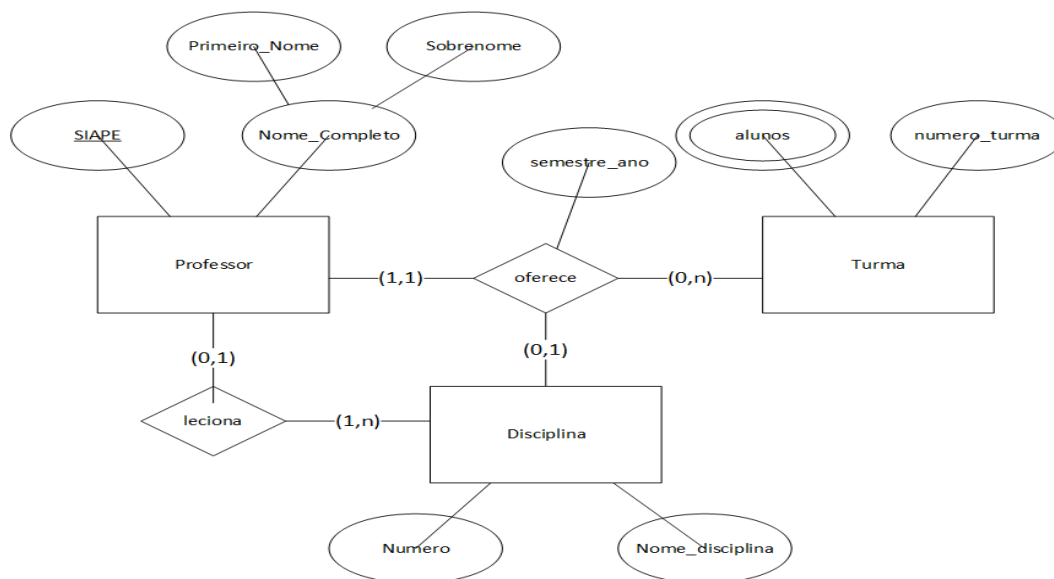 Primeiro_Nome
Sobrenome
SIAPE
Nome_Completo
alunos
numero_turma
semestre_ano
Professor
(1,1)
oferece
(0,n)
Turma
(0,1)
(0,1)
leciona
(1,n)
Disciplina
Numero
Nome_disciplina